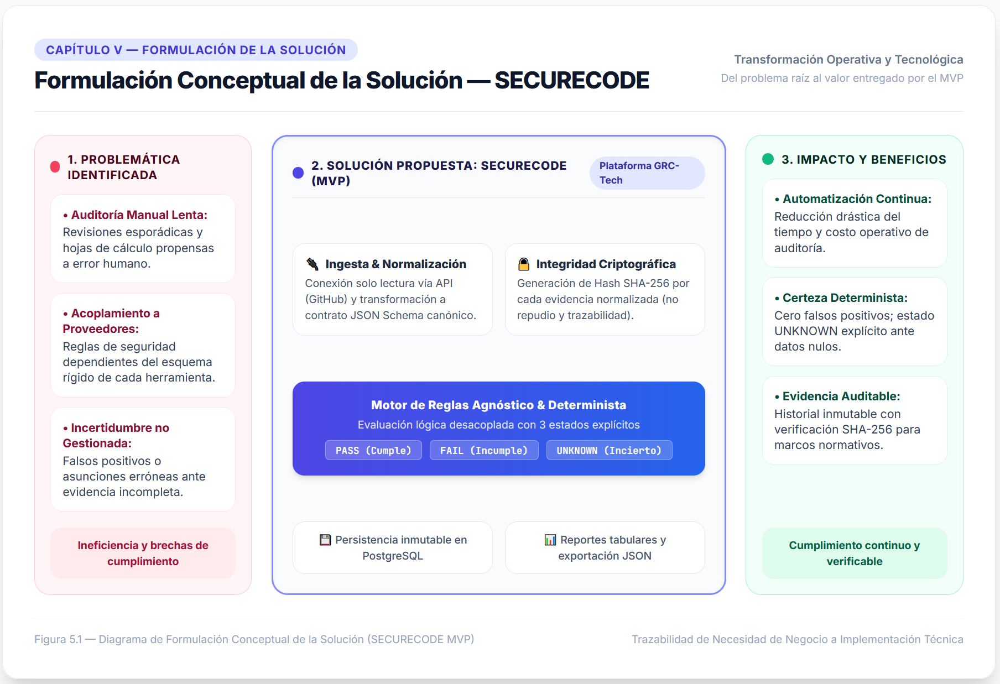 CAPÍTULO V — FORMULACIÓN DE LA SOLUCIÓN
Formulación Conceptual de la Solución — SECURECODE
Transformación Operativa y Tecnológica
Del problema raíz al valor entregado por el MVP
1. PROBLEMÁTICA
IDENTIFICADA
• Auditoría Manual Lenta:
Revisiones esporádicas y
hojas de cálculo propensas
a error humano.
• Acoplamiento a
Proveedores:
Reglas de seguridad
dependientes del esquema
rígido de cada herramienta.
• Incertidumbre no
Gestionada:
Falsos positivos o
asunciones erróneas ante
evidencia incompleta.
Ineficiencia y brechas de
cumplimiento
2. SOLUCIÓN PROPUESTA: SECURECODE
(MVP)
Plataforma GRC-
Tech
Ingesta & Normalización
Conexión solo lectura vía API
(GitHub) y transformación a
contrato JSON Schema canónico.
Integridad Criptográfica
Generación de Hash SHA-256 por
cada evidencia normalizada (no
repudio y trazabilidad).
Motor de Reglas Agnóstico & Determinista
Evaluación lógica desacoplada con 3 estados explícitos
PASS (Cumple)
FAIL (Incumple)
UNKNOWN (Incierto)
Persistencia inmutable en
PostgreSQL
Reportes tabulares y
exportación JSON
3. IMPACTO Y BENEFICIOS
• Automatización Continua:
Reducción drástica del
tiempo y costo operativo de
auditoría.
• Certeza Determinista:
Cero falsos positivos; estado
UNKNOWN explícito ante
datos nulos.
• Evidencia Auditable:
Historial inmutable con
verificación SHA-256 para
marcos normativos.
Cumplimiento continuo y
verificable
Figura 5.1 — Diagrama de Formulación Conceptual de la Solución (SECURECODE MVP)
Trazabilidad de Necesidad de Negocio a Implementación Técnica